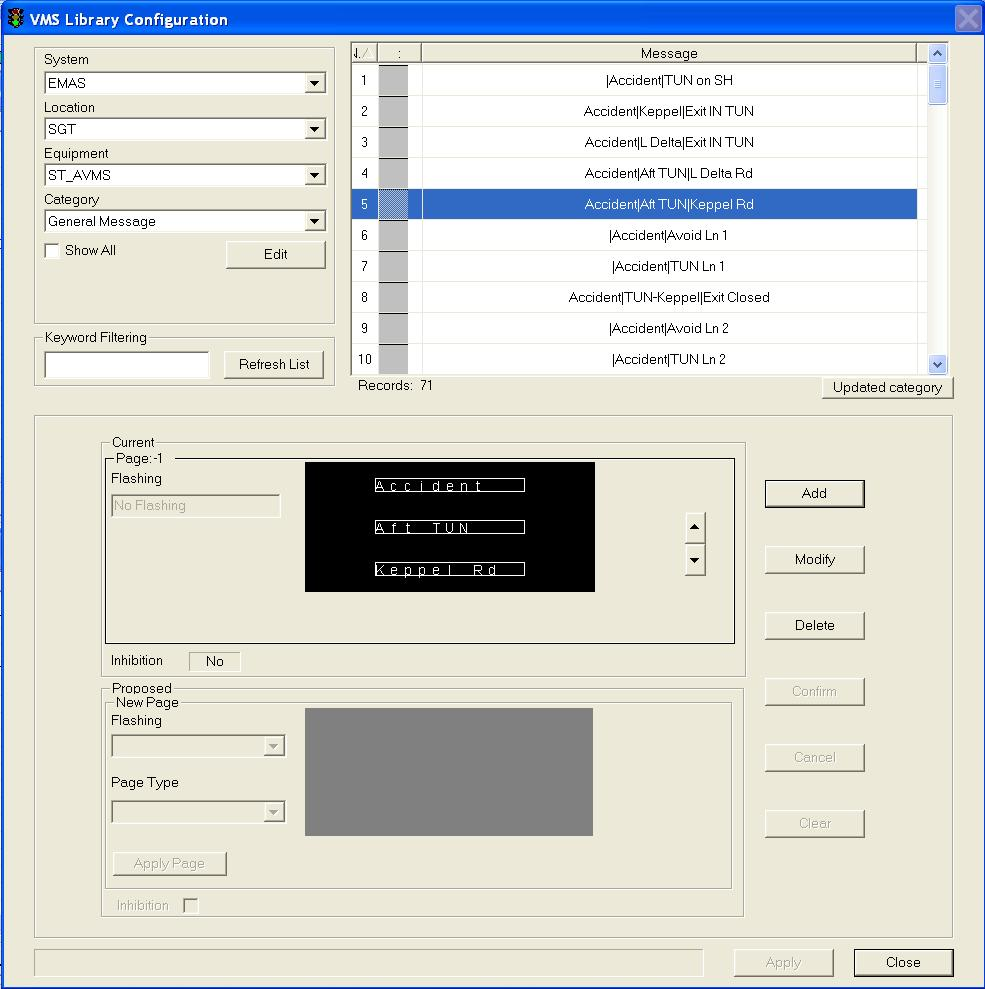 VMS Library Configuration
System
EMAS
Location
SGT
Equipment
ST_AVMS
Category
General Message
Show All
Edit
Keyword Filtering
Refresh List
: Message
1 |Accident|TUN on SH
2 Accident|Keppel|Exit IN TUN
3 Accident|L Delta|Exit IN TUN
4 Accident|Aft TUN|L Delta Rd
5 Accident|Aft TUN|Keppel Rd
6 |Accident|Avoid Ln 1
7 |Accident|TUN Ln 1
8 Accident|TUN-Keppel|Exit Closed
9 |Accident|Avoid Ln 2
10 |Accident|TUN Ln 2
Records: 71
Updated category
Current
Page:-1
Flashing
No Flashing
Accident
Aft TUN
Keppel Rd
Inhibition No
Proposed
New Page
Flashing
Page Type
Apply Page
Inhibition
Add
Modify
Delete
Confirm
Cancel
Clear
Apply
Close